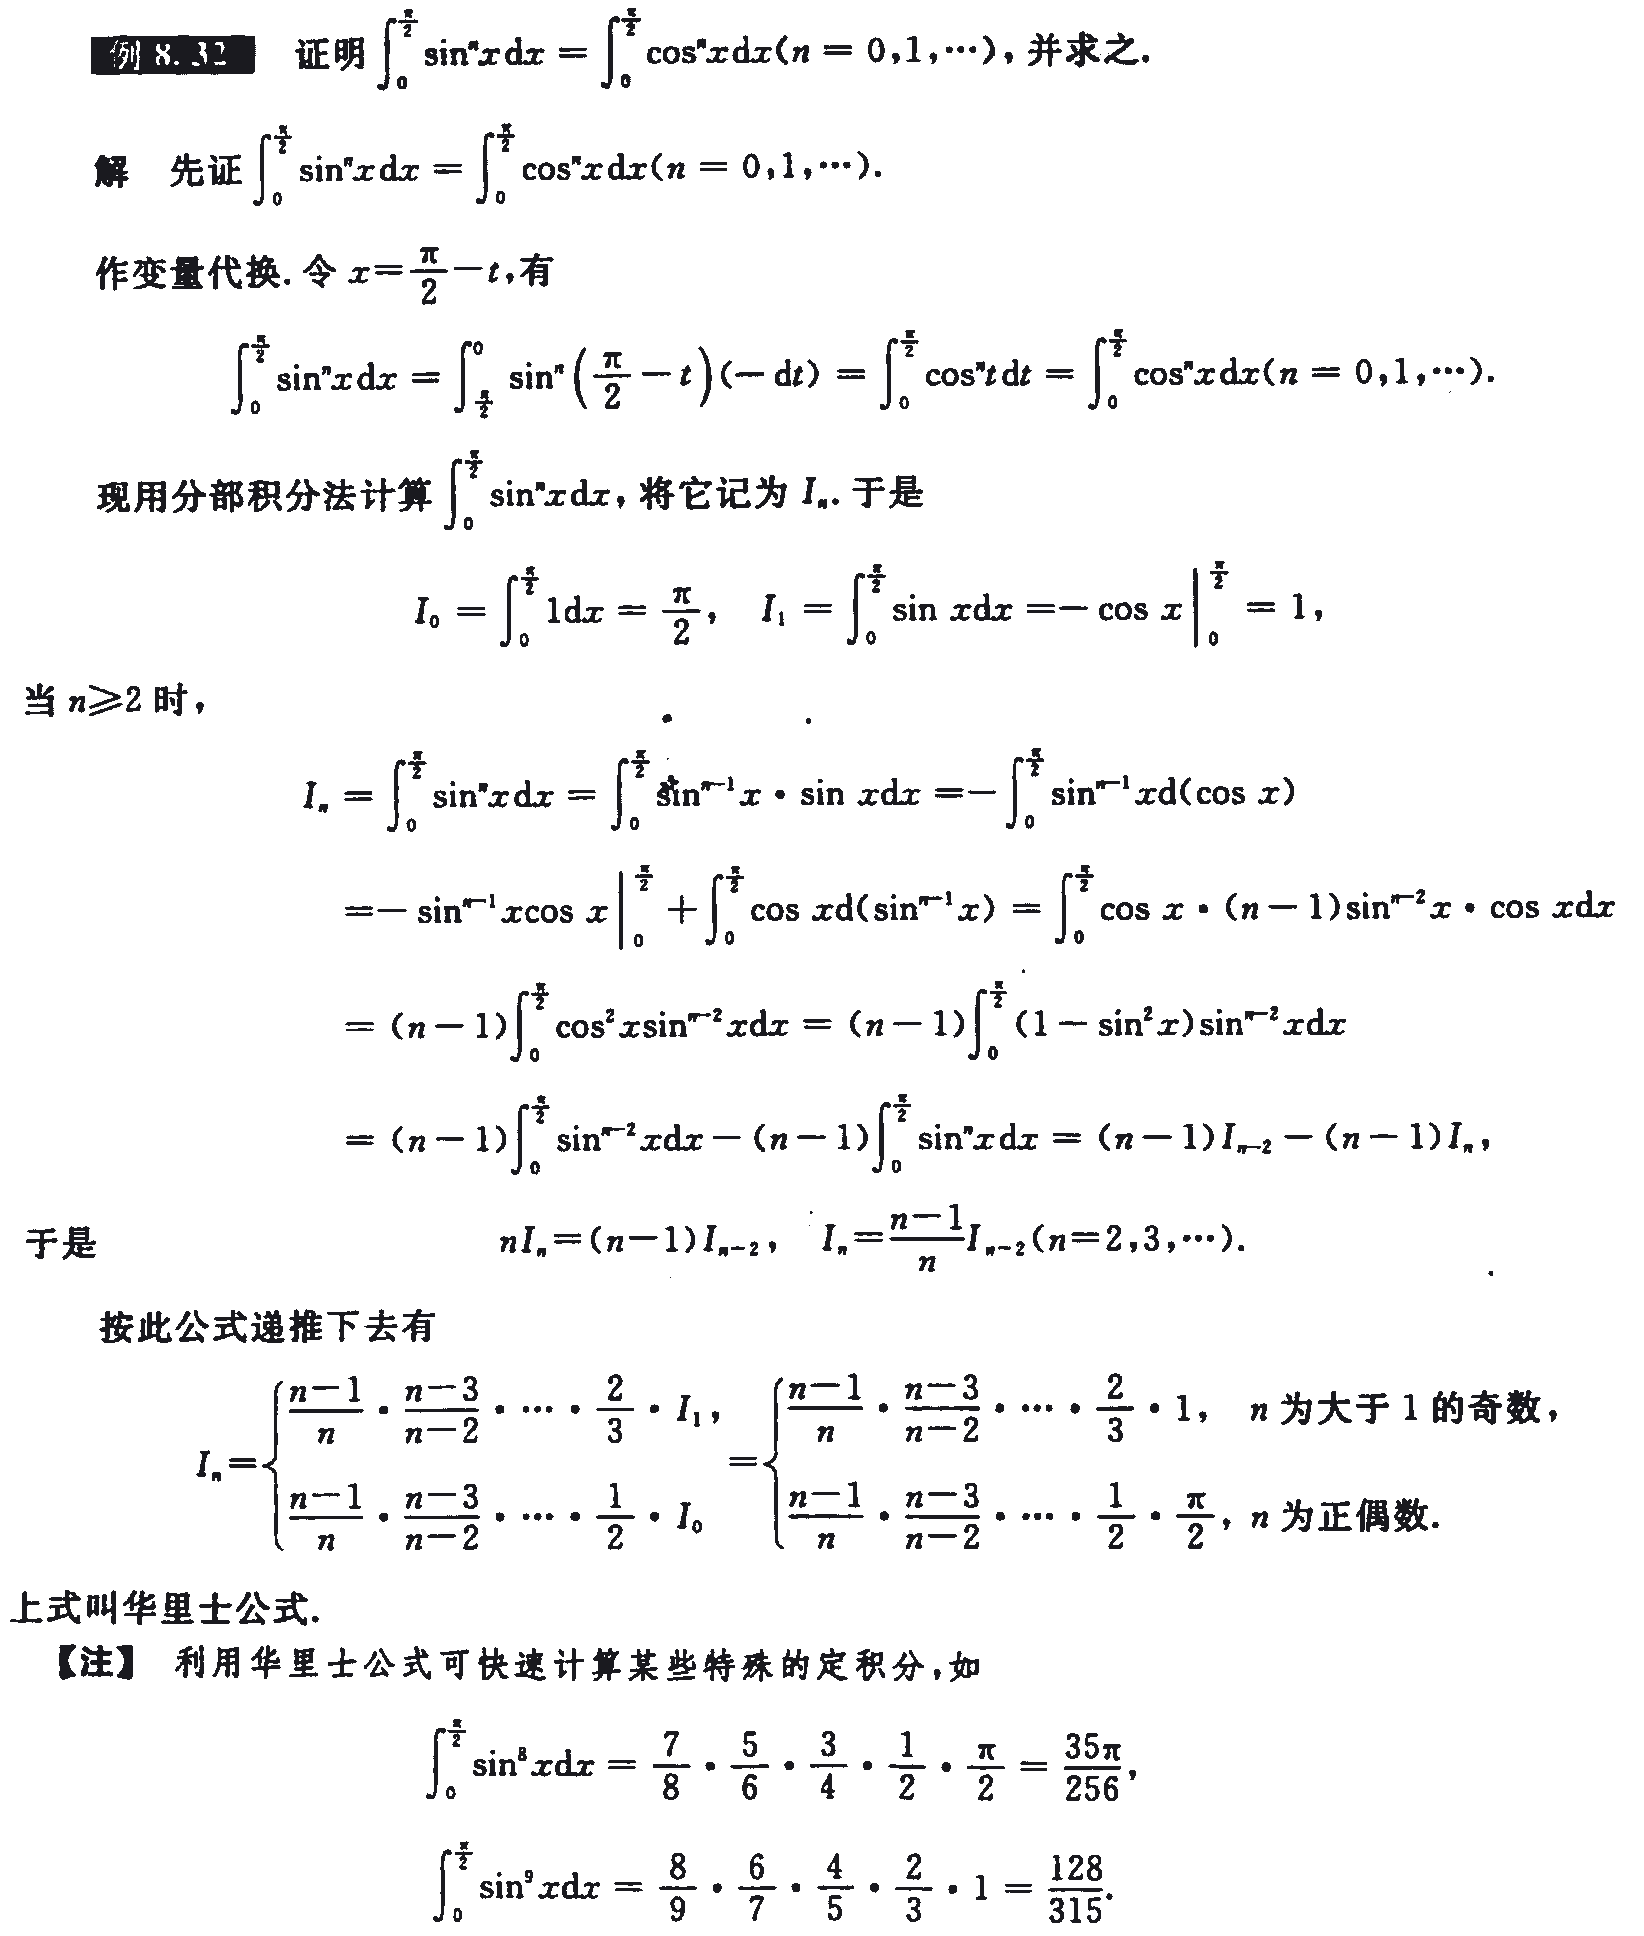 例 8.32 证明 $\int_0^{\frac{\pi}{2}} \sin^n x\,dx = \int_0^{\frac{\pi}{2}} \cos^n x\,dx (n = 0,1,\cdots)$, 并求之.
解 先证 $\int_0^{\frac{\pi}{2}} \sin^n x\,dx = \int_0^{\frac{\pi}{2}} \cos^n x\,dx (n = 0,1,\cdots)$.
作变量代换. 令 $x = \frac{\pi}{2} - t$, 有
$\int_0^{\frac{\pi}{2}} \sin^n x\,dx = \int_{\frac{\pi}{2}}^0 \sin^n \left(\frac{\pi}{2} - t\right)(-dt) = \int_0^{\frac{\pi}{2}} \cos^n t\,dt = \int_0^{\frac{\pi}{2}} \cos^n x\,dx (n = 0,1,\cdots)$.
现用分部积分法计算 $\int_0^{\frac{\pi}{2}} \sin^n x\,dx$, 将它记为 $I_n$. 于是
$I_0 = \int_0^{\frac{\pi}{2}} 1dx = \frac{\pi}{2}, \quad I_1 = \int_0^{\frac{\pi}{2}} \sin x\,dx = -\cos x \Big|_0^{\frac{\pi}{2}} = 1,$
当 $n \geqslant 2$ 时,
$I_n = \int_0^{\frac{\pi}{2}} \sin^n x\,dx = \int_0^{\frac{\pi}{2}} \sin^{n-1} x \cdot \sin x\,dx = -\int_0^{\frac{\pi}{2}} \sin^{n-1} x\,d(\cos x)$
$= -\sin^{n-1} x \cos x \Big|_0^{\frac{\pi}{2}} + \int_0^{\frac{\pi}{2}} \cos x\,d(\sin^{n-1} x) = \int_0^{\frac{\pi}{2}} \cos x \cdot (n-1)\sin^{n-2} x \cdot \cos x\,dx$
$= (n-1)\int_0^{\frac{\pi}{2}} \cos^2 x \sin^{n-2} x\,dx = (n-1)\int_0^{\frac{\pi}{2}} (1 - \sin^2 x)\sin^{n-2} x\,dx$
$= (n-1)\int_0^{\frac{\pi}{2}} \sin^{n-2} x\,dx - (n-1)\int_0^{\frac{\pi}{2}} \sin^n x\,dx = (n-1)I_{n-2} - (n-1)I_n,$
于是 $nI_n = (n-1)I_{n-2}, \quad I_n = \frac{n-1}{n}I_{n-2}(n = 2,3,\cdots).$
按此公式递推下去有
$I_n = \begin{cases} \frac{n-1}{n} \cdot \frac{n-3}{n-2} \cdot \cdots \cdot \frac{2}{3} \cdot I_1, \\ \frac{n-1}{n} \cdot \frac{n-3}{n-2} \cdot \cdots \cdot \frac{1}{2} \cdot I_0 \end{cases} = \begin{cases} \frac{n-1}{n} \cdot \frac{n-3}{n-2} \cdot \cdots \cdot \frac{2}{3} \cdot 1, & n 为大于 1 的奇数, \\ \frac{n-1}{n} \cdot \frac{n-3}{n-2} \cdot \cdots \cdot \frac{1}{2} \cdot \frac{\pi}{2}, & n 为正偶数. \end{cases}$
上式叫华里士公式.
【注】 利用华里士公式可快速计算某些特殊的定积分,如
$\int_0^{\frac{\pi}{2}} \sin^8 x\,dx = \frac{7}{8} \cdot \frac{5}{6} \cdot \frac{3}{4} \cdot \frac{1}{2} \cdot \frac{\pi}{2} = \frac{35\pi}{256},$
$\int_0^{\frac{\pi}{2}} \sin^9 x\,dx = \frac{8}{9} \cdot \frac{6}{7} \cdot \frac{4}{5} \cdot \frac{2}{3} \cdot 1 = \frac{128}{315}.$